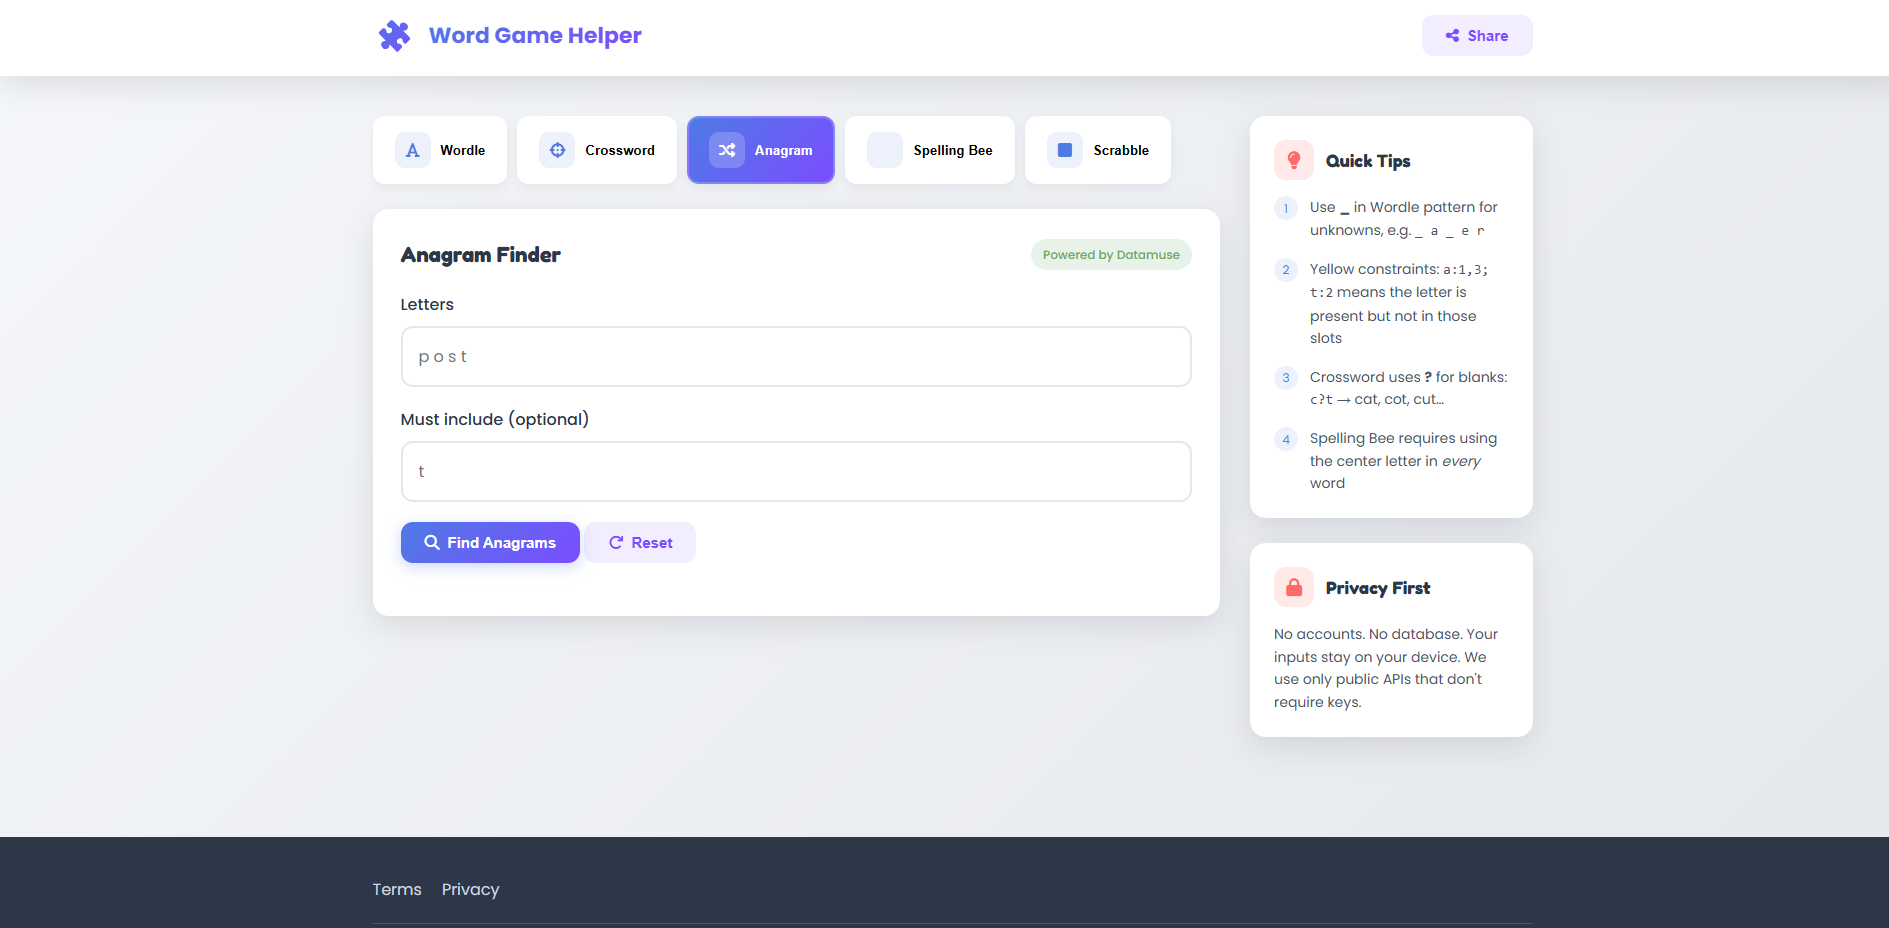 Word Game Helper
Share
Wordle
Crossword
Anagram
Spelling Bee
Scrabble
Anagram Finder
Powered by Datamuse
Letters
p o s t
Must include (optional)
t
Find Anagrams
Reset
Quick Tips
1
Use _ in Wordle pattern for
unknowns, e.g. _ a _ e r
2
Yellow constraints: a:1,3;
t:2 means the letter is
present but not in those
slots
3
Crossword uses ? for blanks:
c?t → cat, cot, cut…
4
Spelling Bee requires using
the center letter in every
word
Privacy First
No accounts. No database. Your
inputs stay on your device. We
use only public APIs that don't
require keys.
Terms
Privacy